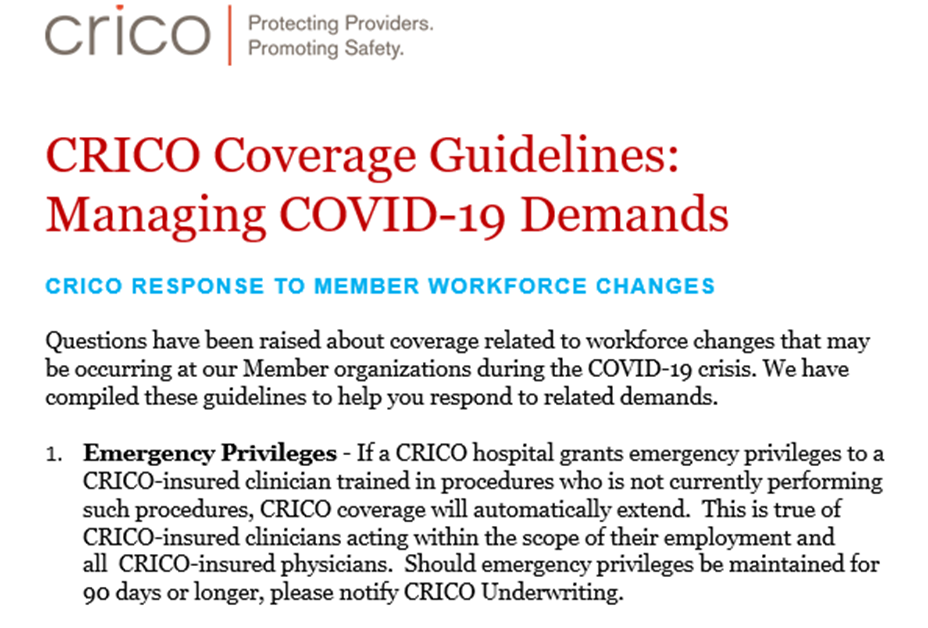 crico
Protecting Providers.
Promoting Safety.
CRICO Coverage Guidelines:
Managing COVID-19 Demands
CRICO RESPONSE TO MEMBER WORKFORCE CHANGES
Questions have been raised about coverage related to workforce changes that may
be occurring at our Member organizations during the COVID-19 crisis. We have
compiled these guidelines to help you respond to related demands.
1. Emergency Privileges - If a CRICO hospital grants emergency privileges to a
CRICO-insured clinician trained in procedures who is not currently performing
such procedures, CRICO coverage will automatically extend.  This is true of
CRICO-insured clinicians acting within the scope of their employment and
all  CRICO-insured physicians.  Should emergency privileges be maintained for
90 days or longer, please notify CRICO Underwriting.